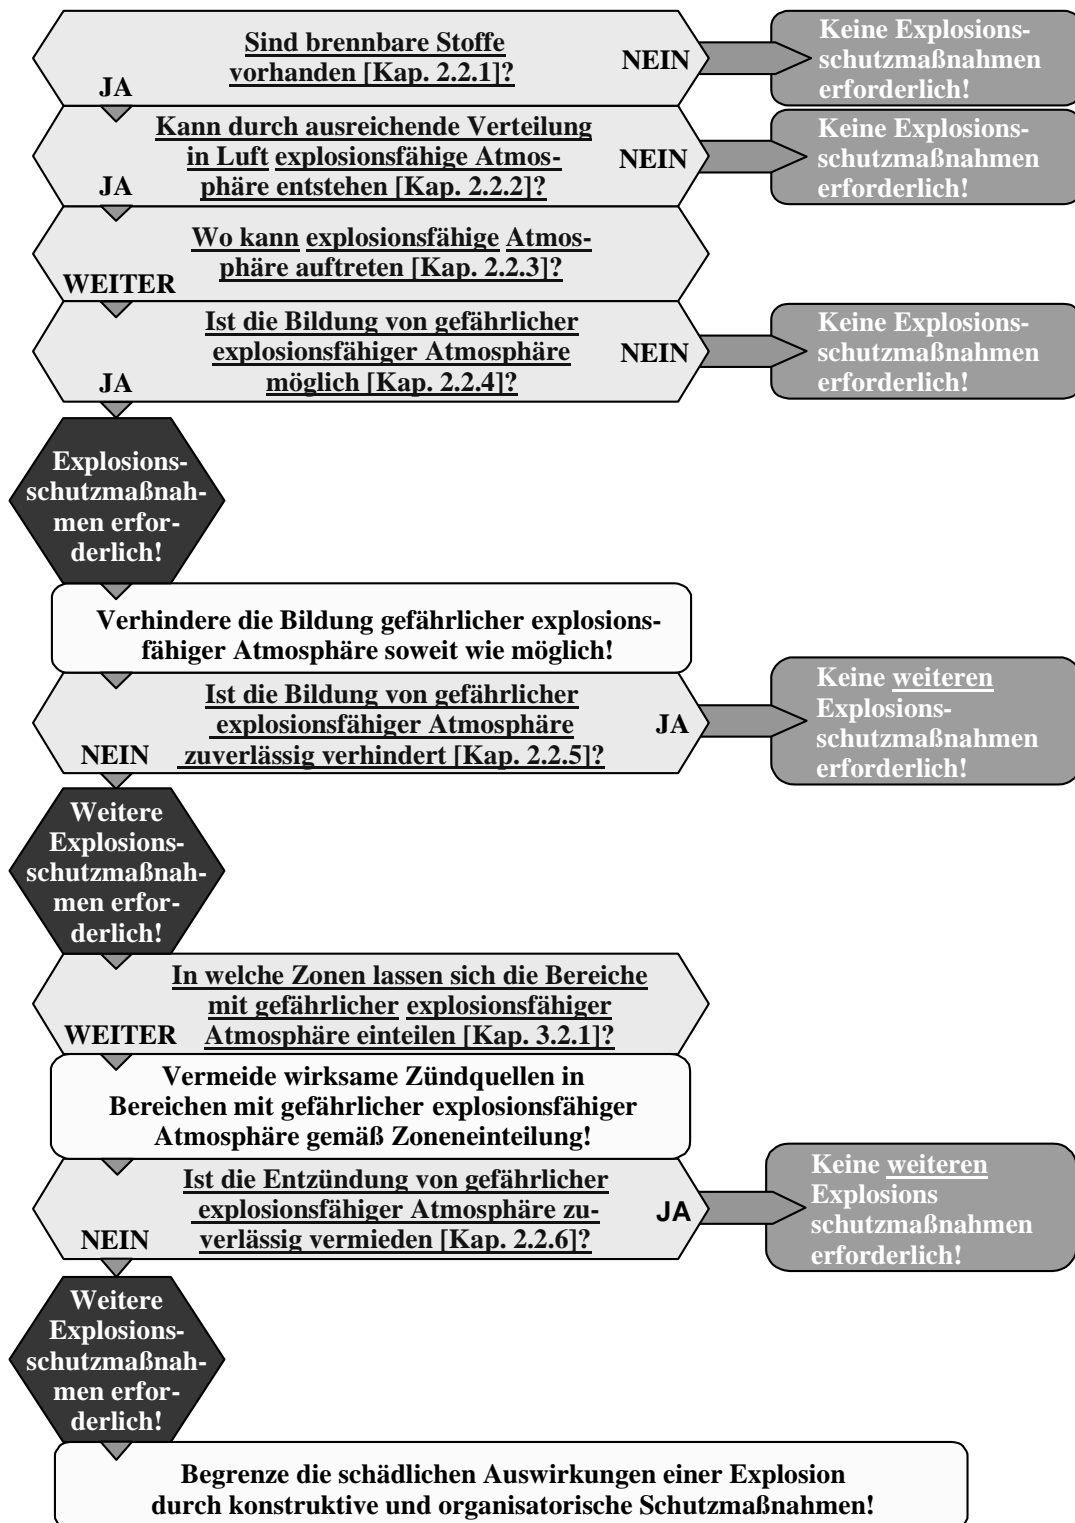 Sind brennbare Stoffe
vorhanden [Kap. 2.2.1]?
JA
NEIN
Keine Explosions-
schutzmaßnahmen
erforderlich!
Kann durch ausreichende Verteilung
in Luft explosionsfähige Atmos-
phäre entstehen [Kap. 2.2.2]?
JA
NEIN
Keine Explosions-
schutzmaßnahmen
erforderlich!
Wo kann explosionsfähige Atmos-
phäre auftreten [Kap. 2.2.3]?
WEITER
Ist die Bildung von gefährlicher
explosionsfähiger Atmosphäre
möglich [Kap. 2.2.4]?
JA
NEIN
Keine Explosions-
schutzmaßnahmen
erforderlich!
Explosions-
schutzmaßnah-
men erfor-
derlich!
Verhindere die Bildung gefährlicher explosions-
fähiger Atmosphäre soweit wie möglich!
Ist die Bildung von gefährlicher
explosionsfähiger Atmosphäre
zuverlässig verhindert [Kap. 2.2.5]?
NEIN
JA
Keine weiteren
Explosions-
schutzmaßnahmen
erforderlich!
Weitere
Explosions-
schutzmaßnah-
men erfor-
derlich!
In welche Zonen lassen sich die Bereiche
mit gefährlicher explosionsfähiger
Atmosphäre einteilen [Kap. 3.2.1]?
WEITER
Vermeide wirksame Zündquellen in
Bereichen mit gefährlicher explosionsfähiger
Atmosphäre gemäß Zoneneinteilung!
Ist die Entzündung von gefährlicher
explosionsfähiger Atmosphäre zu-
verlässig vermieden [Kap. 2.2.6]?
NEIN
JA
Keine weiteren
Explosions
schutzmaßnahmen
erforderlich!
Weitere
Explosions-
schutzmaßnah-
men erfor-
derlich!
Begrenze die schädlichen Auswirkungen einer Explosion
durch konstruktive und organisatorische Schutzmaßnahmen!